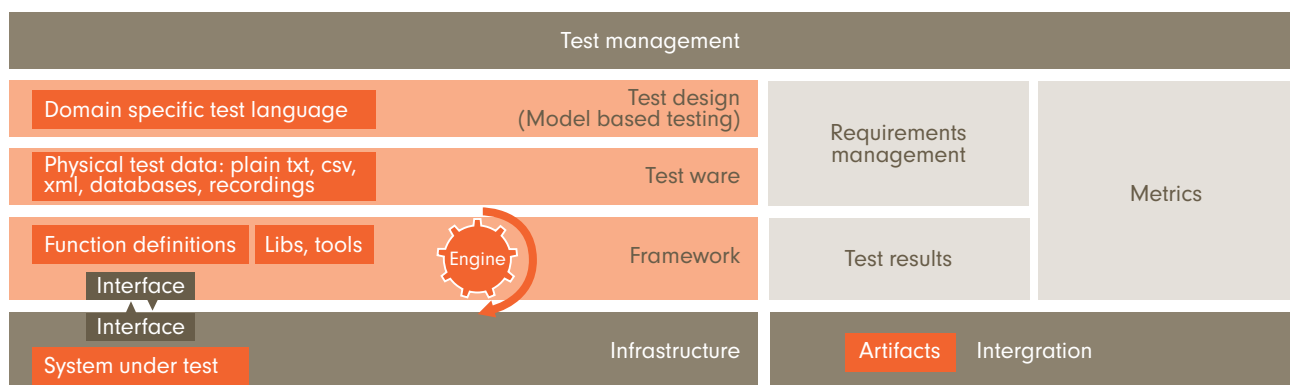 Test management
Domain specific test language
Test design
(Model based testing)
Physical test data: plain txt, csv,
xml, databases, recordings
Test ware
Function definitions
Libs, tools
Engine
Framework
Interface
Interface
System under test
Infrastructure
Requirements
management
Metrics
Test results
Artifacts
Intergration